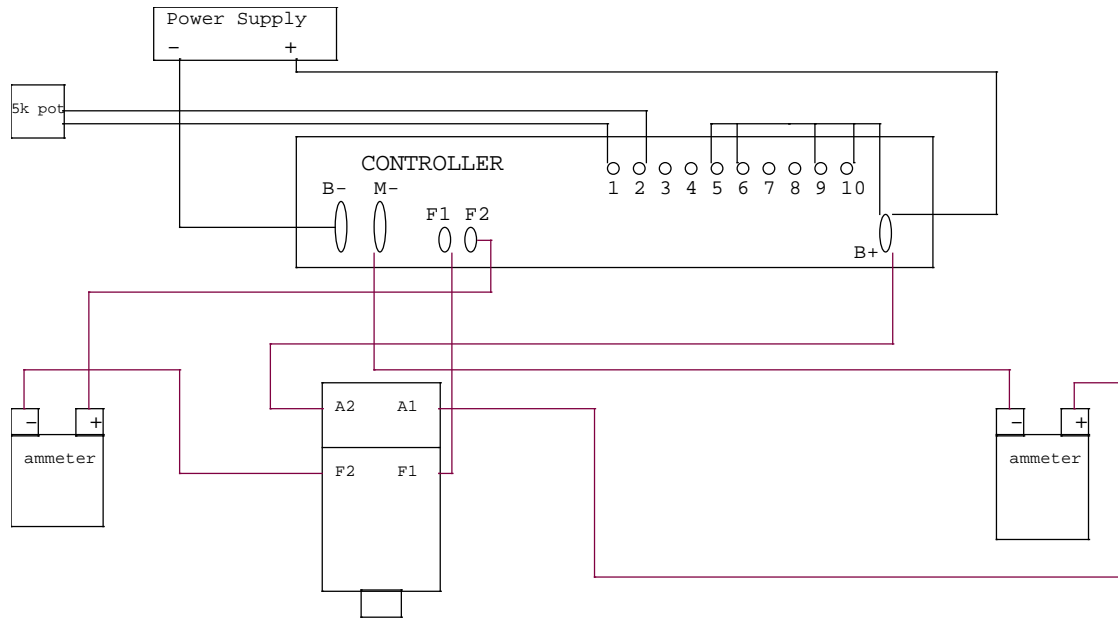 Power Supply
- +
5k pot
CONTROLLER
1 2 3 4 5 6 7 8 9 10
B- M-
F1 F2
B+
A2 A1
- +
- +
ammeter
ammeter
F2 F1